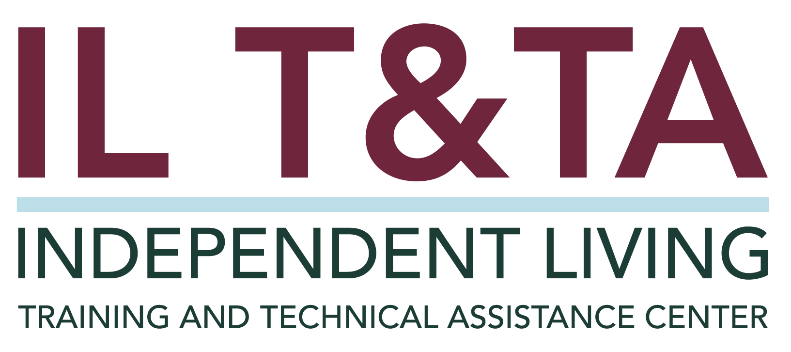 IL T&TA
INDEPENDENT LIVING
TRAINING AND TECHNICAL ASSISTANCE CENTER